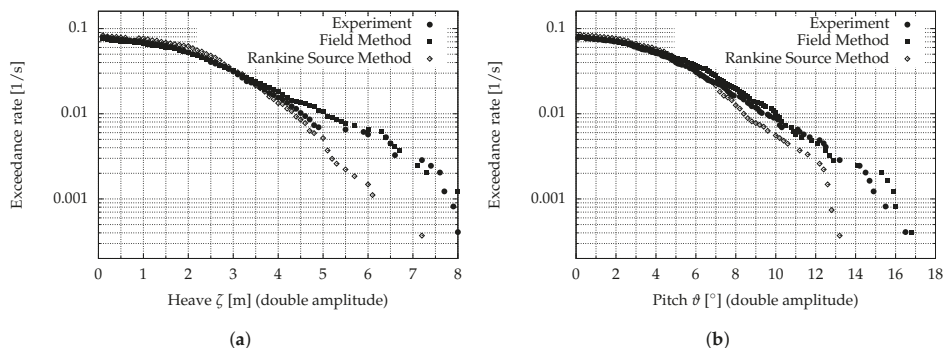 0.1
0.01
0.001
Exceedance rate [1/s]
Experiment
Field Method
Rankine Source Method
0 1 2 3 4 5 6 7 8
Heave ζ [m] (double amplitude)
(a)
0.1
0.01
0.001
Exceedance rate [1/s]
Experiment
Field Method
Rankine Source Method
0 2 4 6 8 10 12 14 16 18
Pitch ϑ [°] (double amplitude)
(b)